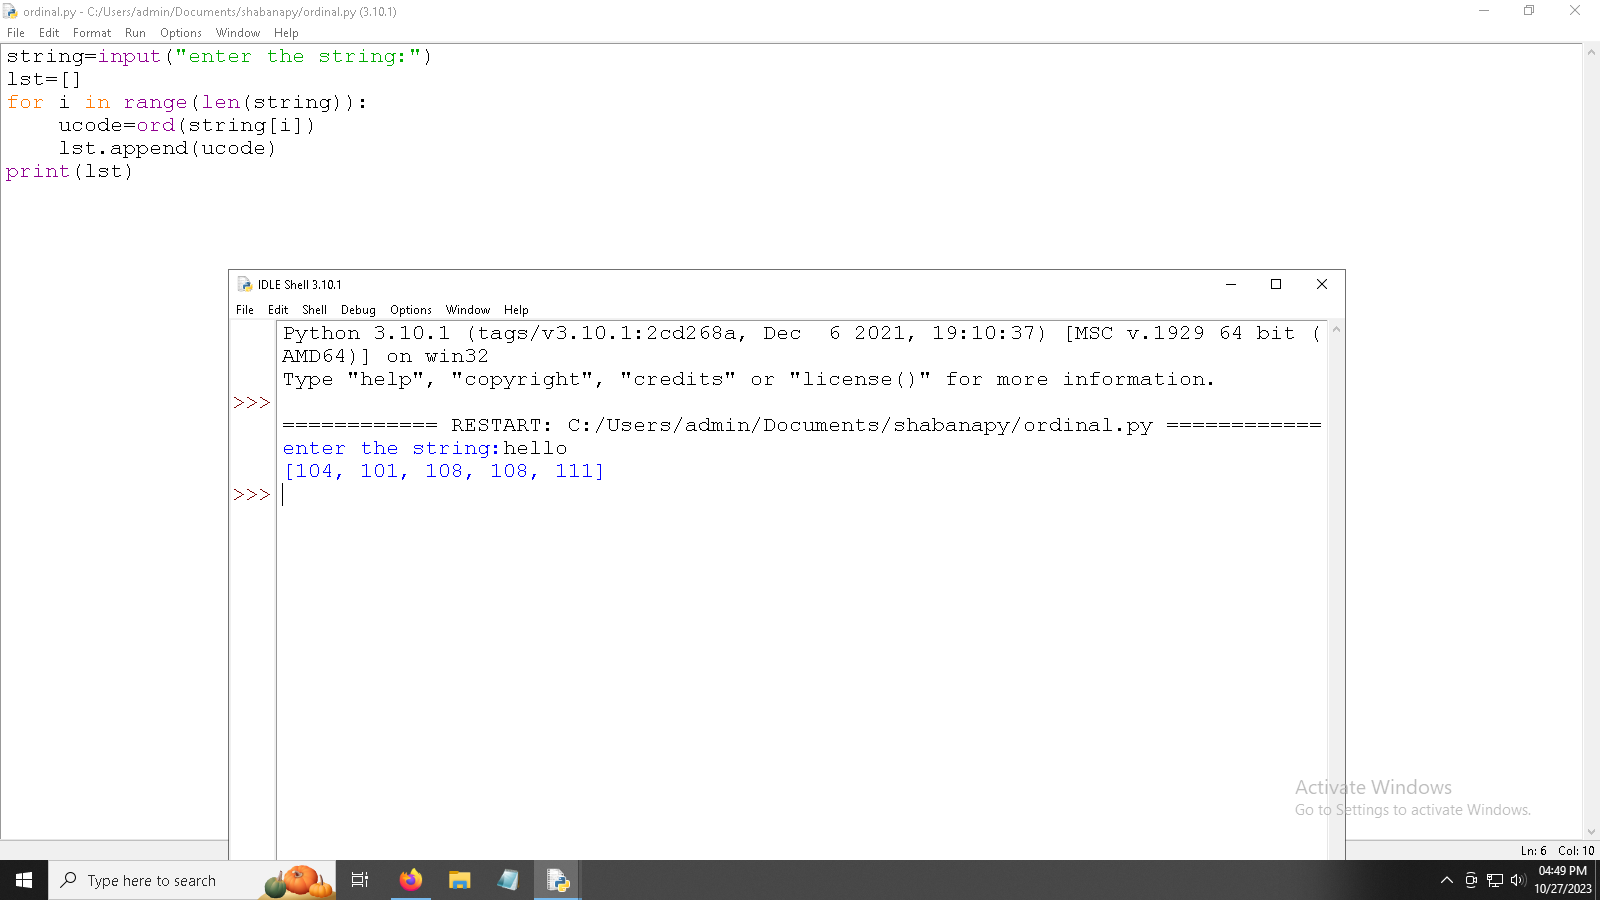 ordinal.py - C:/Users/admin/Documents/shabanapy/ordinal.py (3.10.1)
File Edit Format Run Options Window Help
string=input("enter the string:")
lst=[]
for i in range(len(string)):
    ucode=ord(string[i])
    lst.append(ucode)
print(lst)
IDLE Shell 3.10.1
File Edit Shell Debug Options Window Help
Python 3.10.1 (tags/v3.10.1:2cd268a, Dec  6 2021, 19:10:37) [MSC v.1929 64 bit (
AMD64)] on win32
Type "help", "copyright", "credits" or "license()" for more information.
>>>
============ RESTART: C:/Users/admin/Documents/shabanapy/ordinal.py ============
enter the string:hello
[104, 101, 108, 108, 111]
>>>
Activate Windows
Go to Settings to activate Windows.
Ln: 6 Col: 10
Type here to search
04:49 PM
10/27/2023